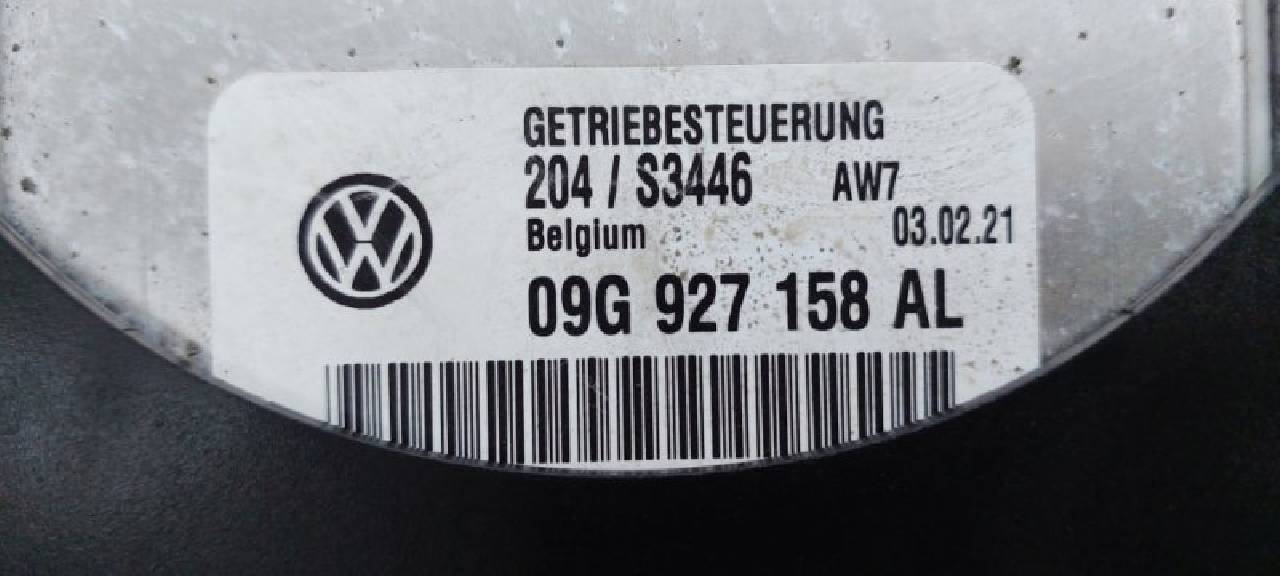 GETRIEBESTEUERUNG
204 / S3446 AW7
Belgium 03.02.21
09G 927 158 AL